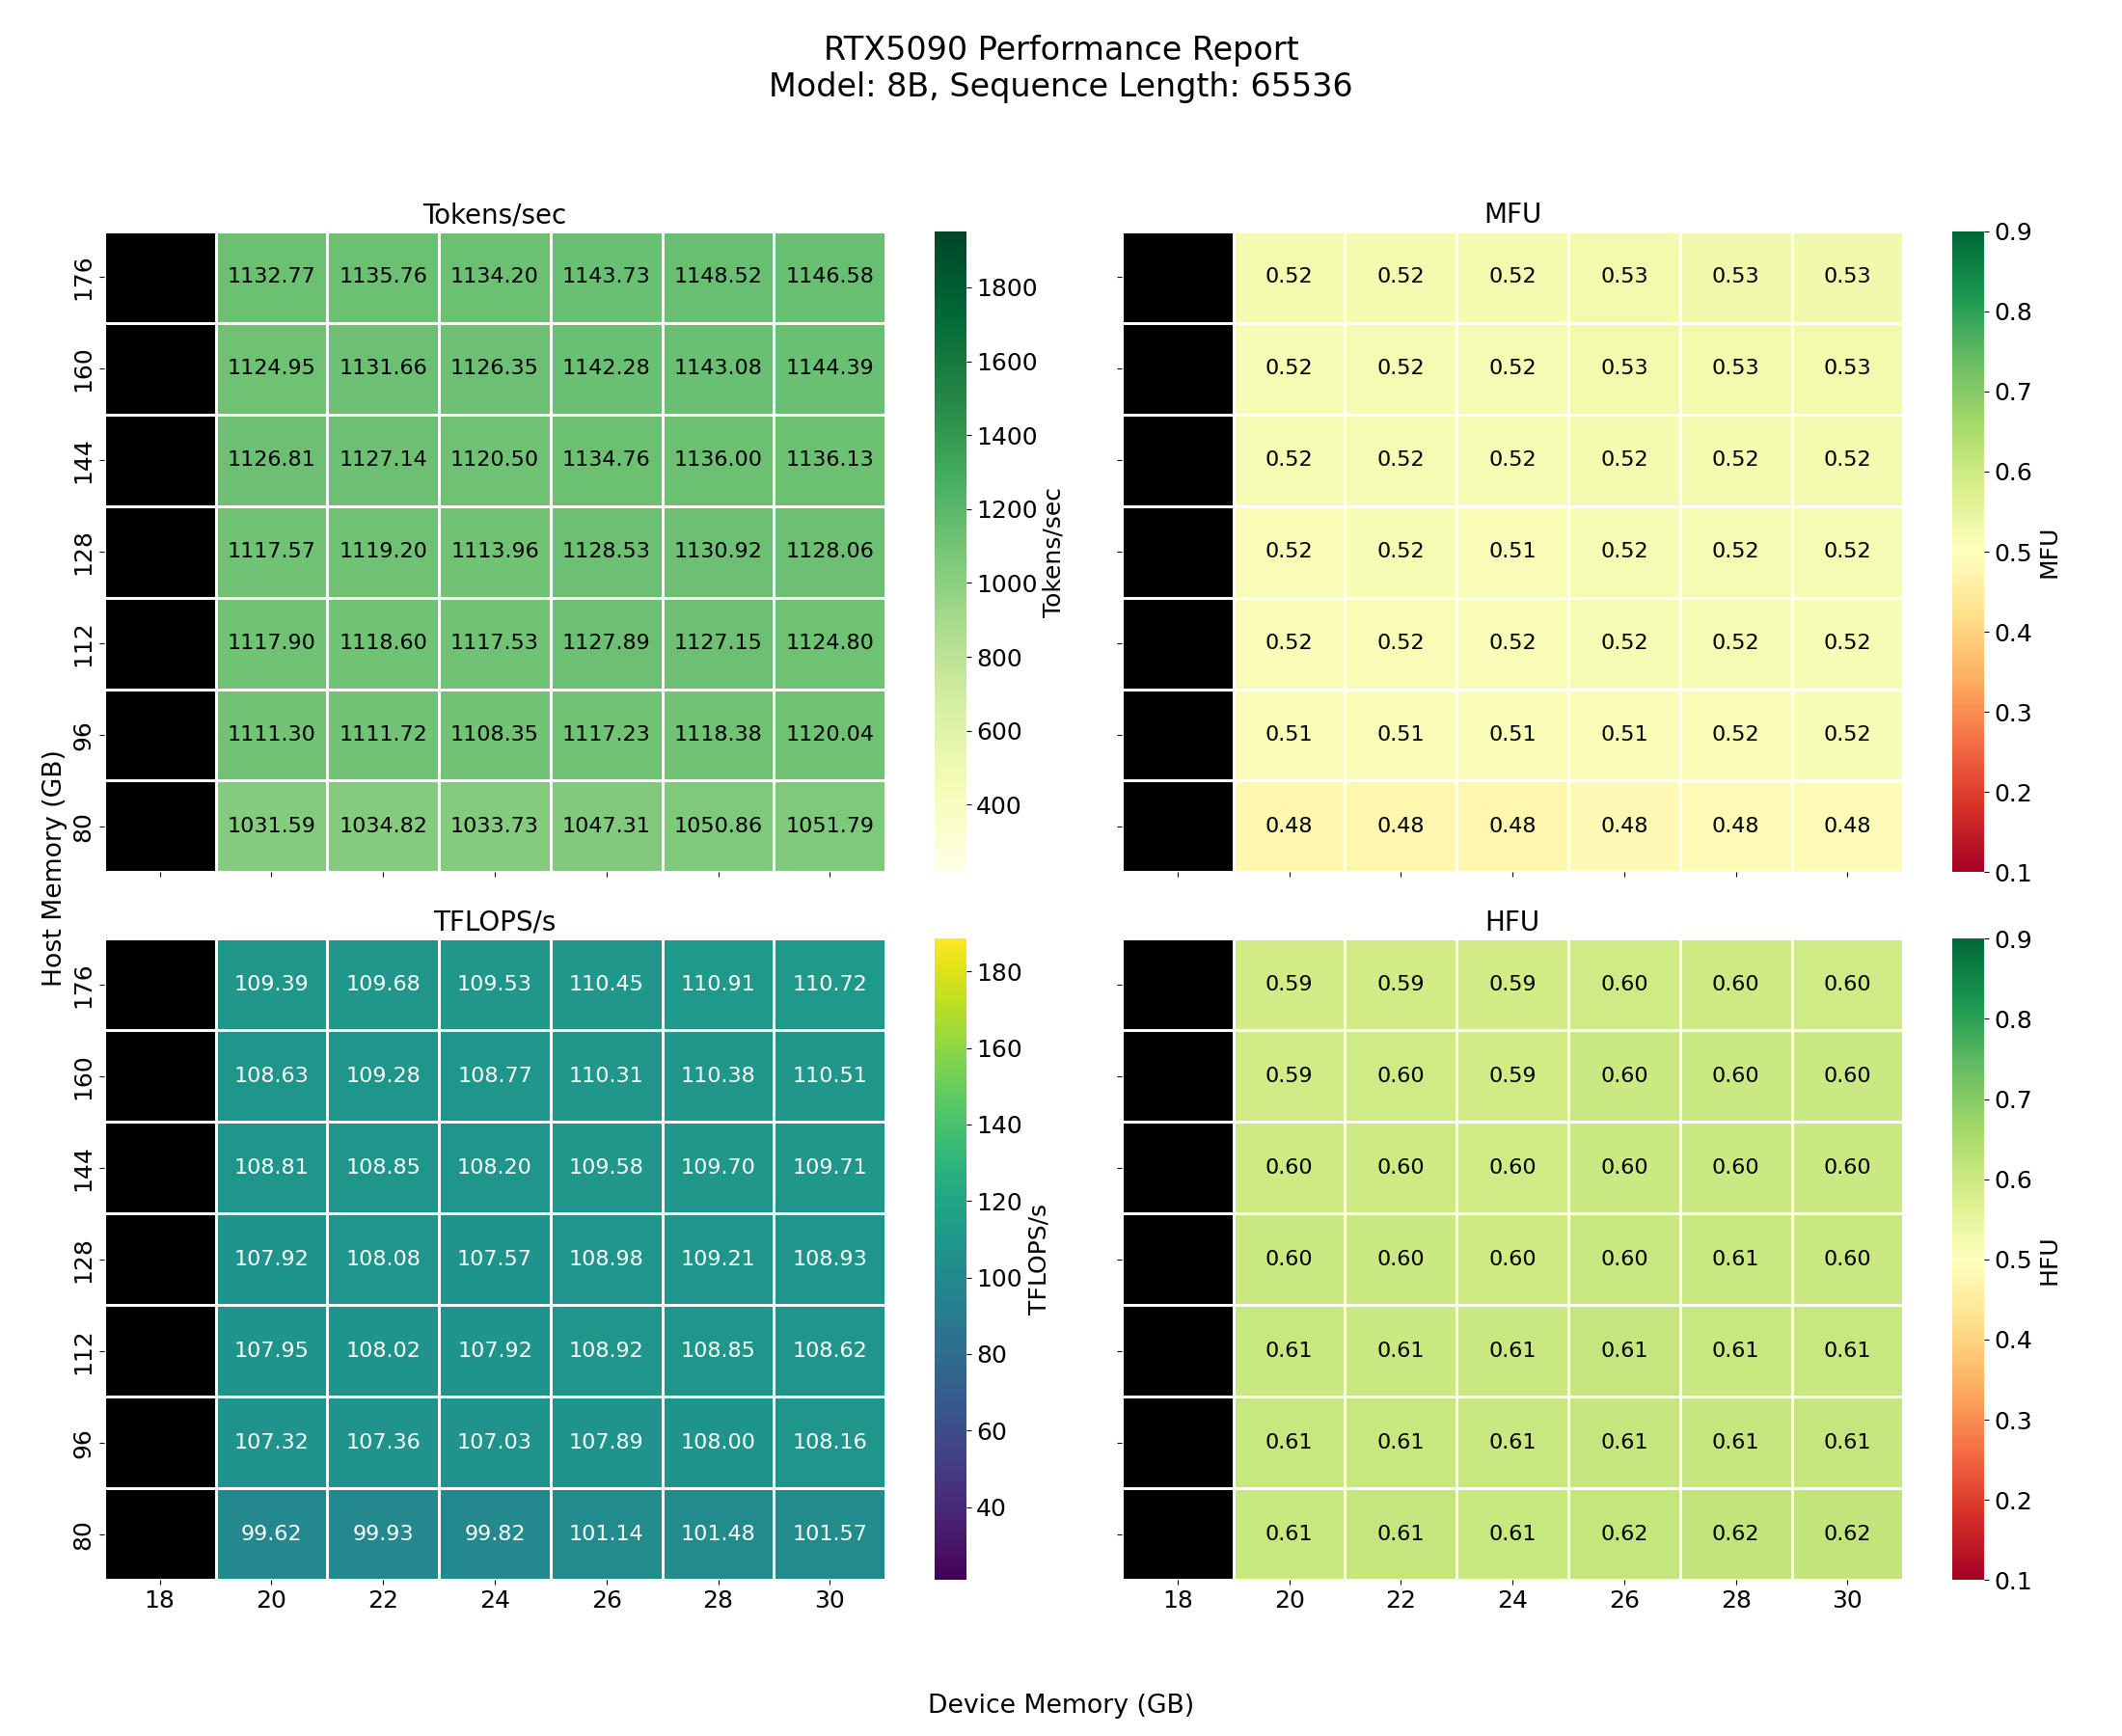 RTX5090 Performance Report
Model: 8B, Sequence Length: 65536
Tokens/sec
176 1132.77 1135.76 1134.20 1143.73 1148.52 1146.58
160 1124.95 1131.66 1126.35 1142.28 1143.08 1144.39
144 1126.81 1127.14 1120.50 1134.76 1136.00 1136.13
128 1117.57 1119.20 1113.96 1128.53 1130.92 1128.06
112 1117.90 1118.60 1117.53 1127.89 1127.15 1124.80
96 1111.30 1111.72 1108.35 1117.23 1118.38 1120.04
80 1031.59 1034.82 1033.73 1047.31 1050.86 1051.79
1800
1600
1400
1200
1000
800
600
400
Tokens/sec
MFU
0.52 0.52 0.52 0.53 0.53 0.53
0.52 0.52 0.52 0.53 0.53 0.53
0.52 0.52 0.52 0.52 0.52 0.52
0.52 0.52 0.51 0.52 0.52 0.52
0.52 0.52 0.52 0.52 0.52 0.52
0.51 0.51 0.51 0.51 0.52 0.52
0.48 0.48 0.48 0.48 0.48 0.48
0.9
0.8
0.7
0.6
0.5
0.4
0.3
0.2
0.1
MFU
Host Memory (GB)
TFLOPS/s
176 109.39 109.68 109.53 110.45 110.91 110.72
160 108.63 109.28 108.77 110.31 110.38 110.51
144 108.81 108.85 108.20 109.58 109.70 109.71
128 107.92 108.08 107.57 108.98 109.21 108.93
112 107.95 108.02 107.92 108.92 108.85 108.62
96 107.32 107.36 107.03 107.89 108.00 108.16
80 99.62 99.93 99.82 101.14 101.48 101.57
18 20 22 24 26 28 30
180
160
140
120
100
80
60
40
TFLOPS/s
HFU
0.59 0.59 0.59 0.60 0.60 0.60
0.59 0.60 0.59 0.60 0.60 0.60
0.60 0.60 0.60 0.60 0.60 0.60
0.60 0.60 0.60 0.60 0.61 0.60
0.61 0.61 0.61 0.61 0.61 0.61
0.61 0.61 0.61 0.61 0.61 0.61
0.61 0.61 0.61 0.62 0.62 0.62
18 20 22 24 26 28 30
0.9
0.8
0.7
0.6
0.5
0.4
0.3
0.2
0.1
HFU
Device Memory (GB)